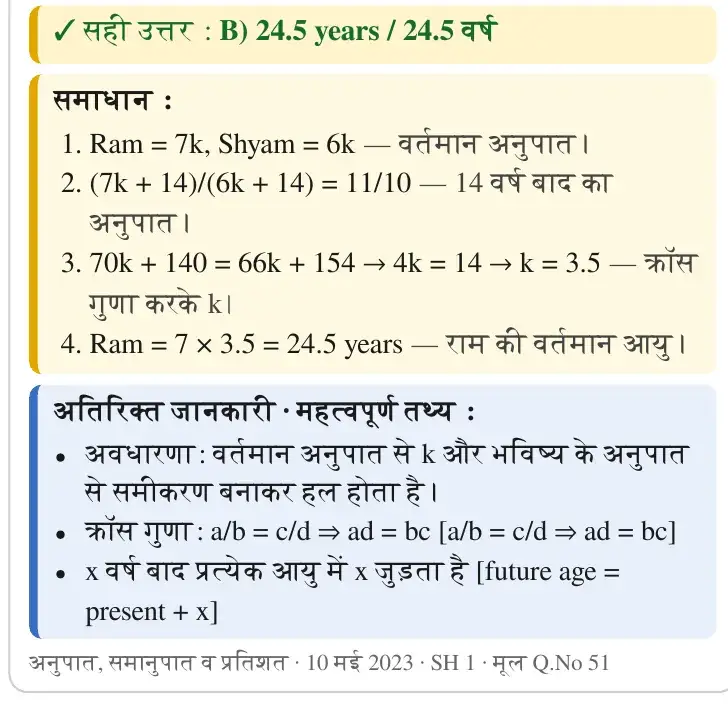 ✓ सही उत्तर : B) 24.5 years / 24.5 वर्ष
समाधान :
1. Ram = 7k, Shyam = 6k — वर्तमान अनुपात।
2. (7k + 14)/(6k + 14) = 11/10 — 14 वर्ष बाद का
अनुपात।
3. 70k + 140 = 66k + 154 → 4k = 14 → k = 3.5 — क्रॉस
गुणा करके k।
4. Ram = 7 × 3.5 = 24.5 years — राम की वर्तमान आयु।
अतिरिक्त जानकारी · महत्वपूर्ण तथ्य :
• अवधारणा : वर्तमान अनुपात से k और भविष्य के अनुपात
से समीकरण बनाकर हल होता है।
• क्रॉस गुणा : a/b = c/d ⇒ ad = bc [a/b = c/d ⇒ ad = bc]
• x वर्ष बाद प्रत्येक आयु में x जुड़ता है [future age =
present + x]
अनुपात, समानुपात व प्रतिशत · 10 मई 2023 · SH 1 · मूल Q.No 51